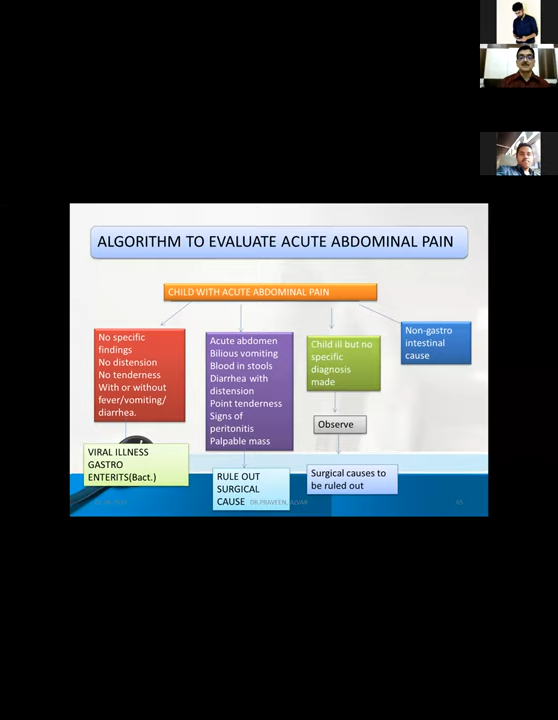 ALGORITHM TO EVALUATE ACUTE ABDOMINAL PAIN
CHILD WITH ACUTE ABDOMINAL PAIN
No specific
findings
No distension
No tenderness
With or without
fever/vomiting/
diarrhea.
VIRAL ILLNESS
GASTRO
ENTERITS(Bact.)
Acute abdomen
Bilious vomiting
Blood in stools
Diarrhea with
distension
Point tenderness
Signs of
peritonitis
Palpable mass
RULE OUT
SURGICAL
CAUSE
Child ill but no
specific
diagnosis
made
Observe
Surgical causes to
be ruled out
Non-gastro
intestinal
cause
65